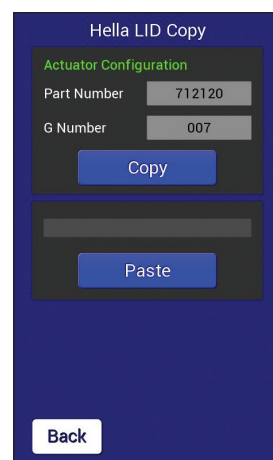 Hella LID Copy
Actuator Configuration
Part Number 712120
G Number 007
Copy
Paste
Back